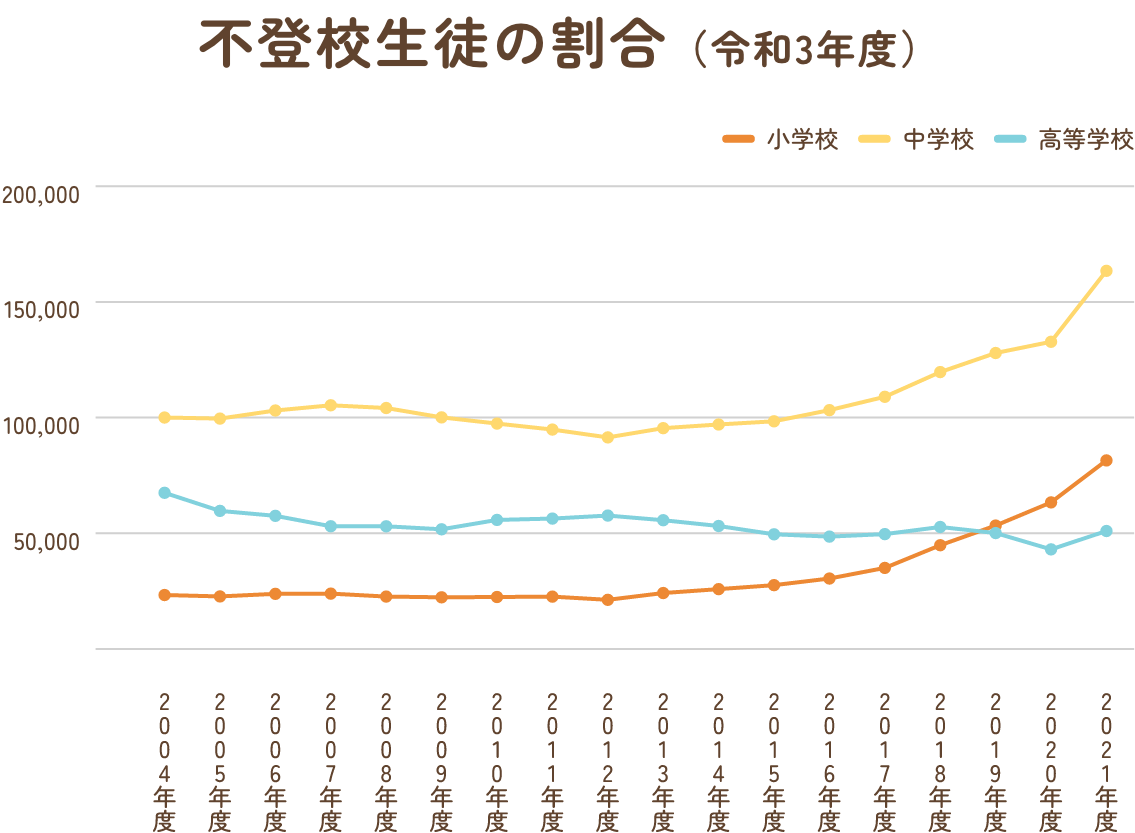 不登校生徒の割合（令和3年度）
小学校 中学校 高等学校
200,000
150,000
100,000
50,000
2004年度
2005年度
2006年度
2007年度
2008年度
2009年度
2010年度
2011年度
2012年度
2013年度
2014年度
2015年度
2016年度
2017年度
2018年度
2019年度
2020年度
2021年度